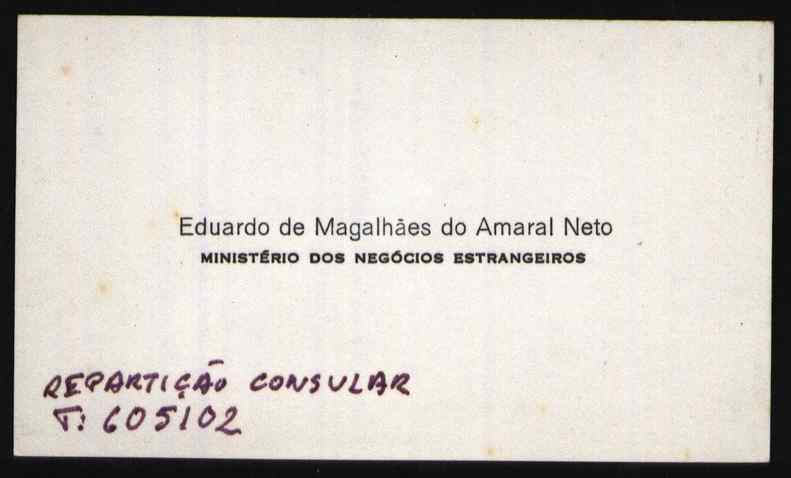 Eduardo de Magalhães do Amaral Neto
MINISTÉRIO DOS NEGÓCIOS ESTRANGEIROS
REPARTIÇÃO CONSULAR
T: 605102